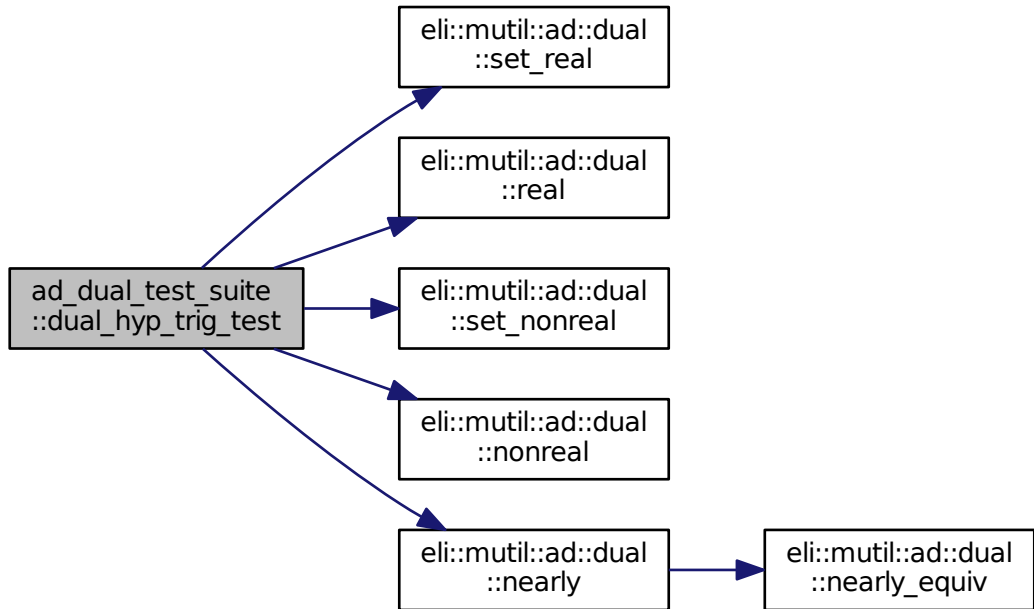 eli::mutil::ad::dual
::set_real
eli::mutil::ad::dual
::real
ad_dual_test_suite
::dual_hyp_trig_test
eli::mutil::ad::dual
::set_nonreal
eli::mutil::ad::dual
::nonreal
eli::mutil::ad::dual
::nearly
eli::mutil::ad::dual
::nearly_equiv